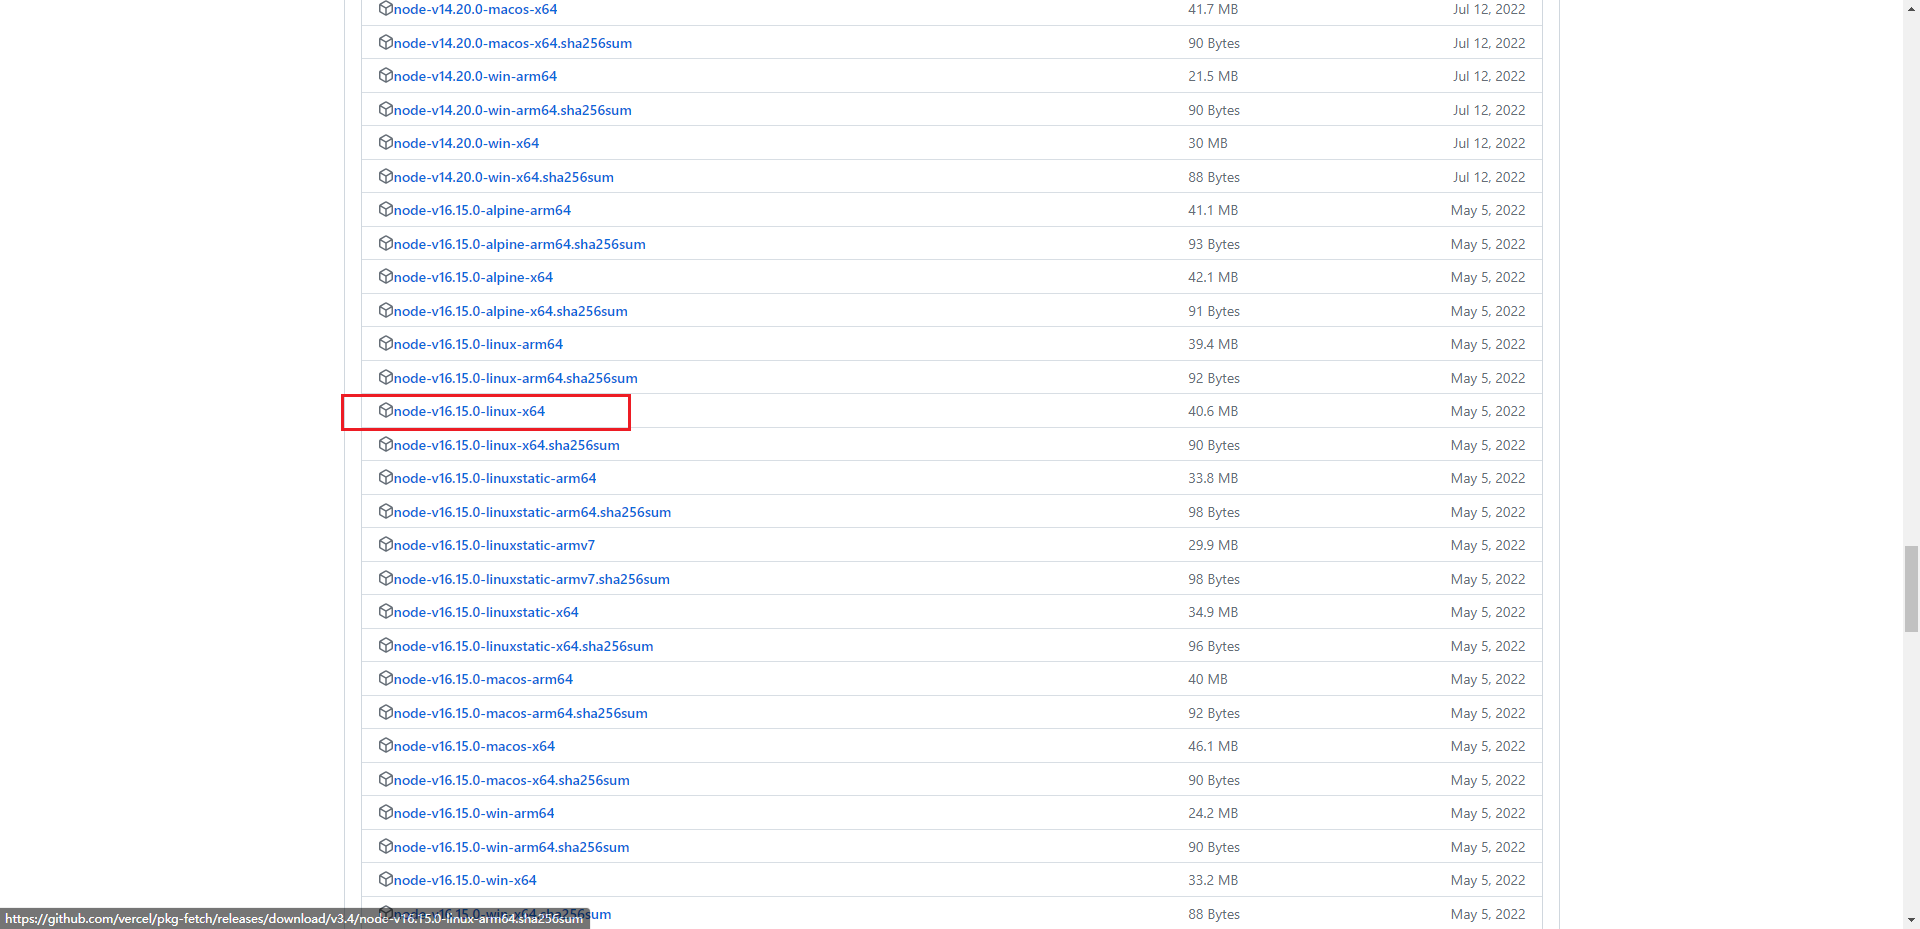 node-v14.20.0-macos-x64 41.7 MB Jul 12, 2022
node-v14.20.0-macos-x64.sha256sum 90 Bytes Jul 12, 2022
node-v14.20.0-win-arm64 21.5 MB Jul 12, 2022
node-v14.20.0-win-arm64.sha256sum 90 Bytes Jul 12, 2022
node-v14.20.0-win-x64 30 MB Jul 12, 2022
node-v14.20.0-win-x64.sha256sum 88 Bytes Jul 12, 2022
node-v16.15.0-alpine-arm64 41.1 MB May 5, 2022
node-v16.15.0-alpine-arm64.sha256sum 93 Bytes May 5, 2022
node-v16.15.0-alpine-x64 42.1 MB May 5, 2022
node-v16.15.0-alpine-x64.sha256sum 91 Bytes May 5, 2022
node-v16.15.0-linux-arm64 39.4 MB May 5, 2022
node-v16.15.0-linux-arm64.sha256sum 92 Bytes May 5, 2022
node-v16.15.0-linux-x64 40.6 MB May 5, 2022
node-v16.15.0-linux-x64.sha256sum 90 Bytes May 5, 2022
node-v16.15.0-linuxstatic-arm64 33.8 MB May 5, 2022
node-v16.15.0-linuxstatic-arm64.sha256sum 98 Bytes May 5, 2022
node-v16.15.0-linuxstatic-armv7 29.9 MB May 5, 2022
node-v16.15.0-linuxstatic-armv7.sha256sum 98 Bytes May 5, 2022
node-v16.15.0-linuxstatic-x64 34.9 MB May 5, 2022
node-v16.15.0-linuxstatic-x64.sha256sum 96 Bytes May 5, 2022
node-v16.15.0-macos-arm64 40 MB May 5, 2022
node-v16.15.0-macos-arm64.sha256sum 92 Bytes May 5, 2022
node-v16.15.0-macos-x64 46.1 MB May 5, 2022
node-v16.15.0-macos-x64.sha256sum 90 Bytes May 5, 2022
node-v16.15.0-win-arm64 24.2 MB May 5, 2022
node-v16.15.0-win-arm64.sha256sum 90 Bytes May 5, 2022
node-v16.15.0-win-x64 33.2 MB May 5, 2022
node-v16.15.0-win-x64.sha256sum 88 Bytes May 5, 2022
https://github.com/vercel/pkg-fetch/releases/download/v3.4/node-v16.15.0-linux-arm64.sha256sum